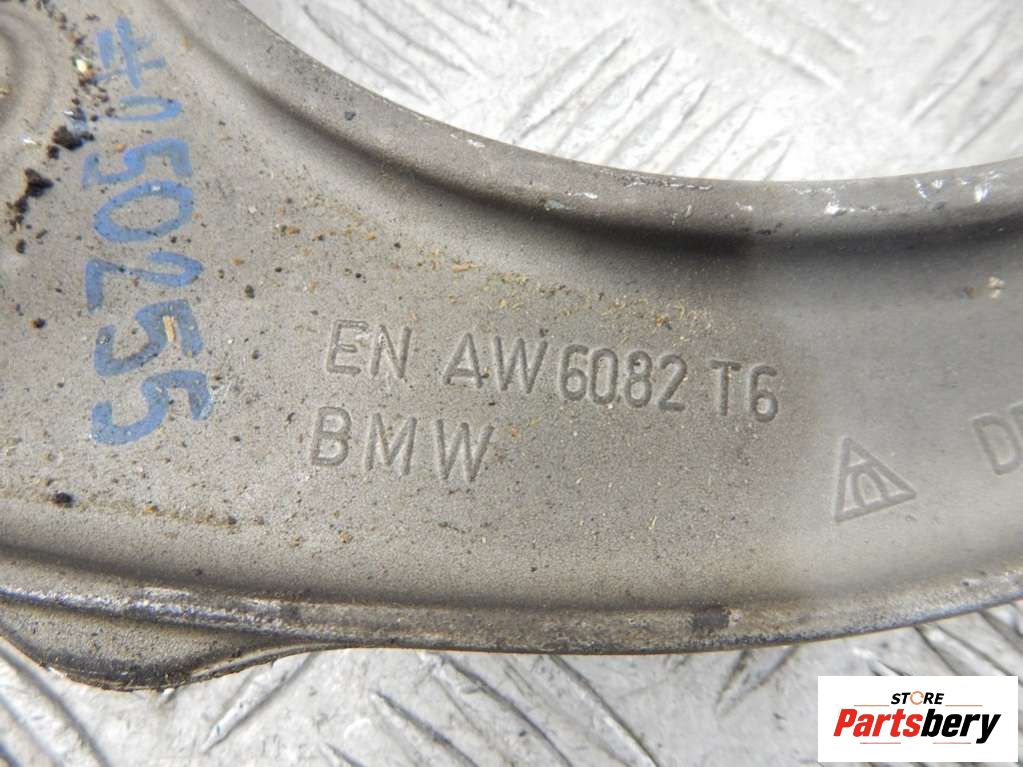 #050255
EN AW 6082 T6
BMW
STORE
Partsbery